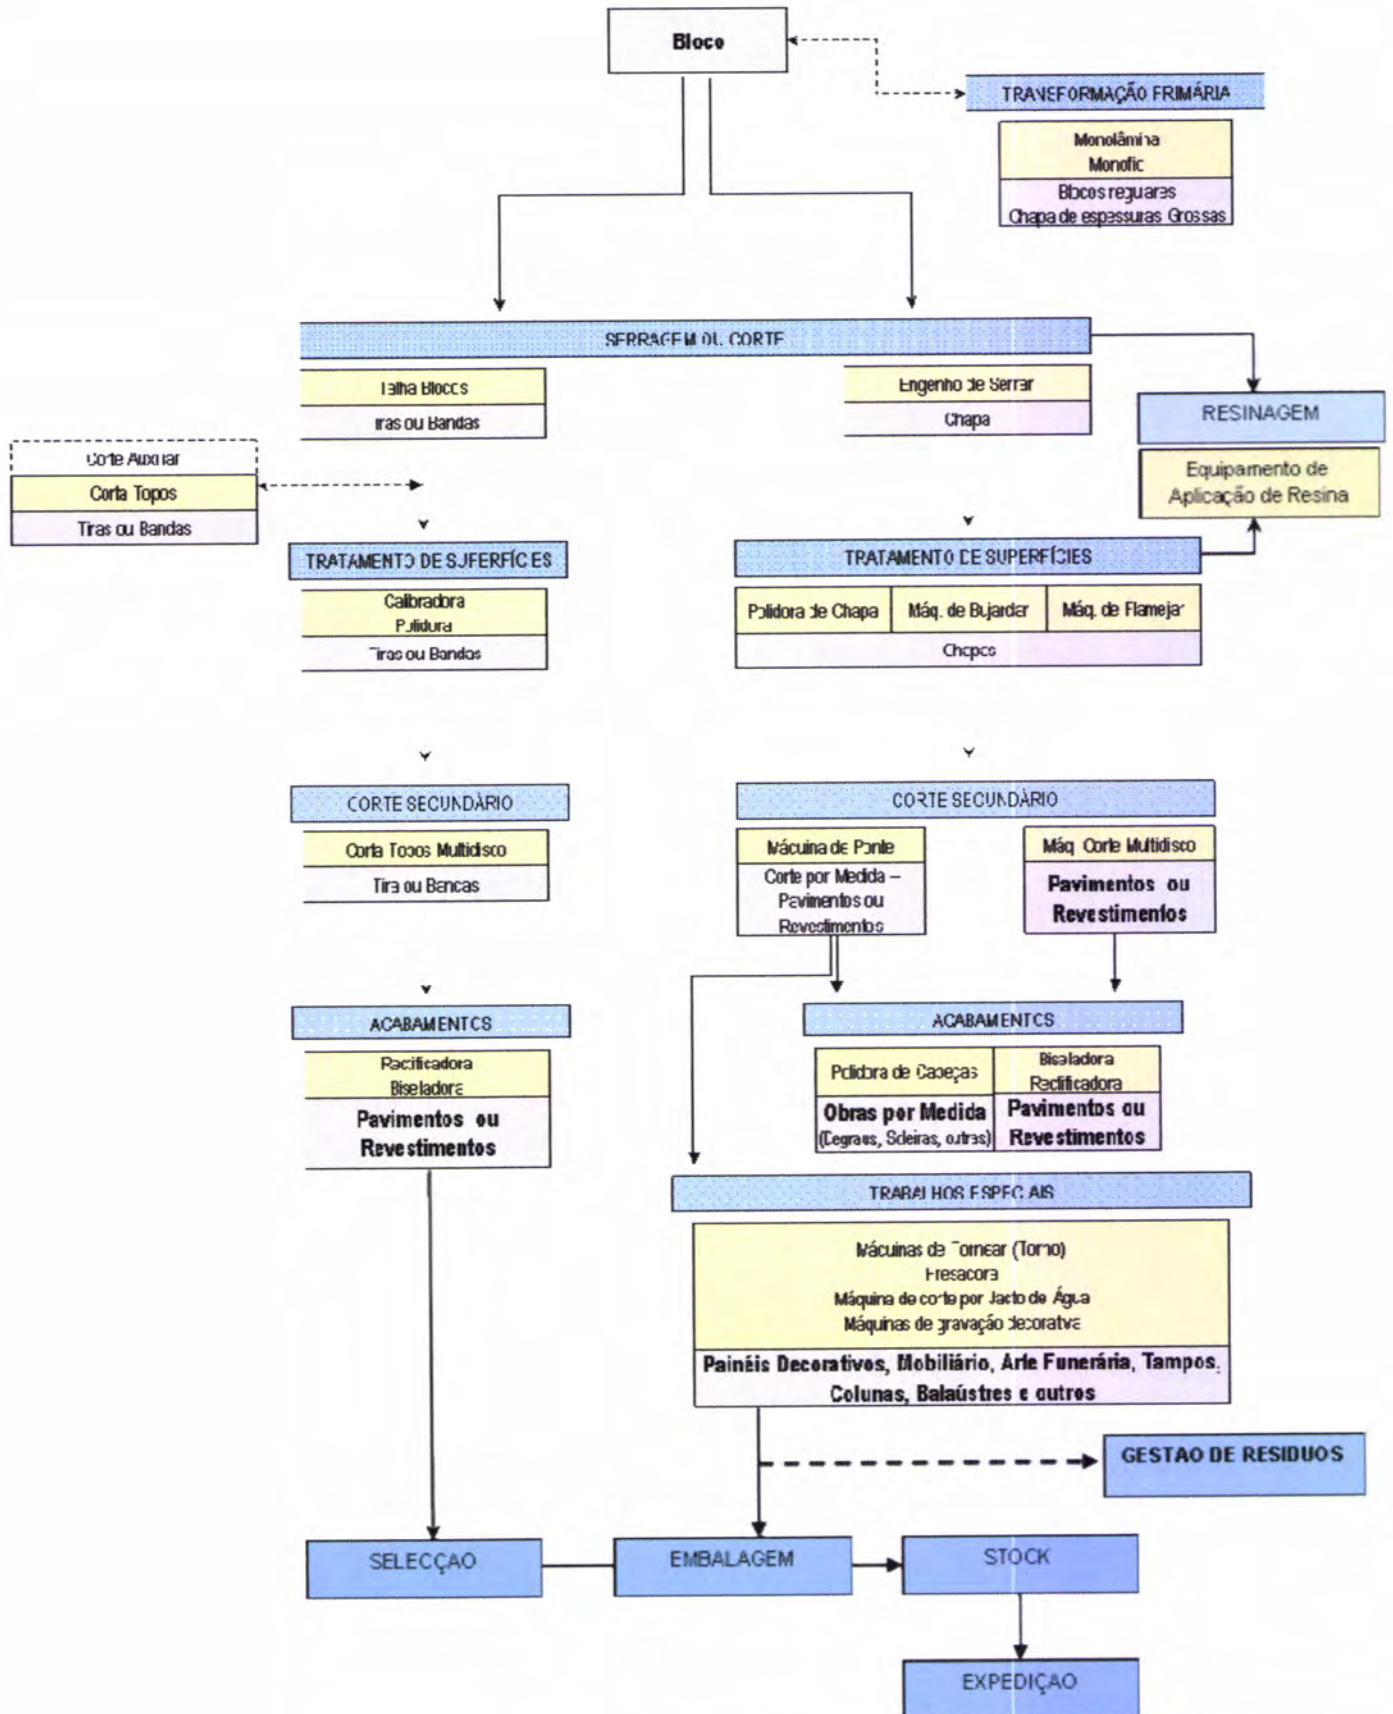 Bloco
TRANSFORMAÇÃO PRIMÁRIA
Monolâmina
Monofio
Blocos regulares
Chapa de espessuras Grossas
SERRAGEM OU CORTE
Talha Blocos
Tiras ou Bandas
Engenho de Serrar
Chapa
RESINAGEM
Equipamento de
Aplicação de Resina
Corte Auxiliar
Corta Topos
Tiras ou Bandas
TRATAMENTO DE SUPERFÍCIES
Calibradora
Polidura
Tiras ou Bandas
TRATAMENTO DE SUPERFÍCIES
Polidora de Chapa
Máq. de Bujardar
Máq. de Flamejar
Chapas
CORTE SECUNDÁRIO
Corta Topos Multidisco
Tira ou Bandas
CORTE SECUNDÁRIO
Máquina de Ponte
Corte por Medida –
Pavimentos ou
Revestimentos
Máq. Corte Multidisco
Pavimentos ou
Revestimentos
ACABAMENTOS
Rectificadora
Biseladora
Pavimentos ou
Revestimentos
ACABAMENTOS
Polidora de Cabeças
Obras por Medida
(Degraus, Soleiras, outras)
Biseladora
Rectificadora
Pavimentos ou
Revestimentos
TRABALHOS ESPECIAIS
Máquinas de Tornear (Torno)
Fresadora
Máquina de corte por Jacto de Água
Máquinas de gravação decorativa
Painéis Decorativos, Mobiliário, Arte Funerária, Tampos,
Colunas, Balaústres e outros
GESTAO DE RESIDUOS
SELECÇAO
EMBALAGEM
STOCK
EXPEDIÇAO